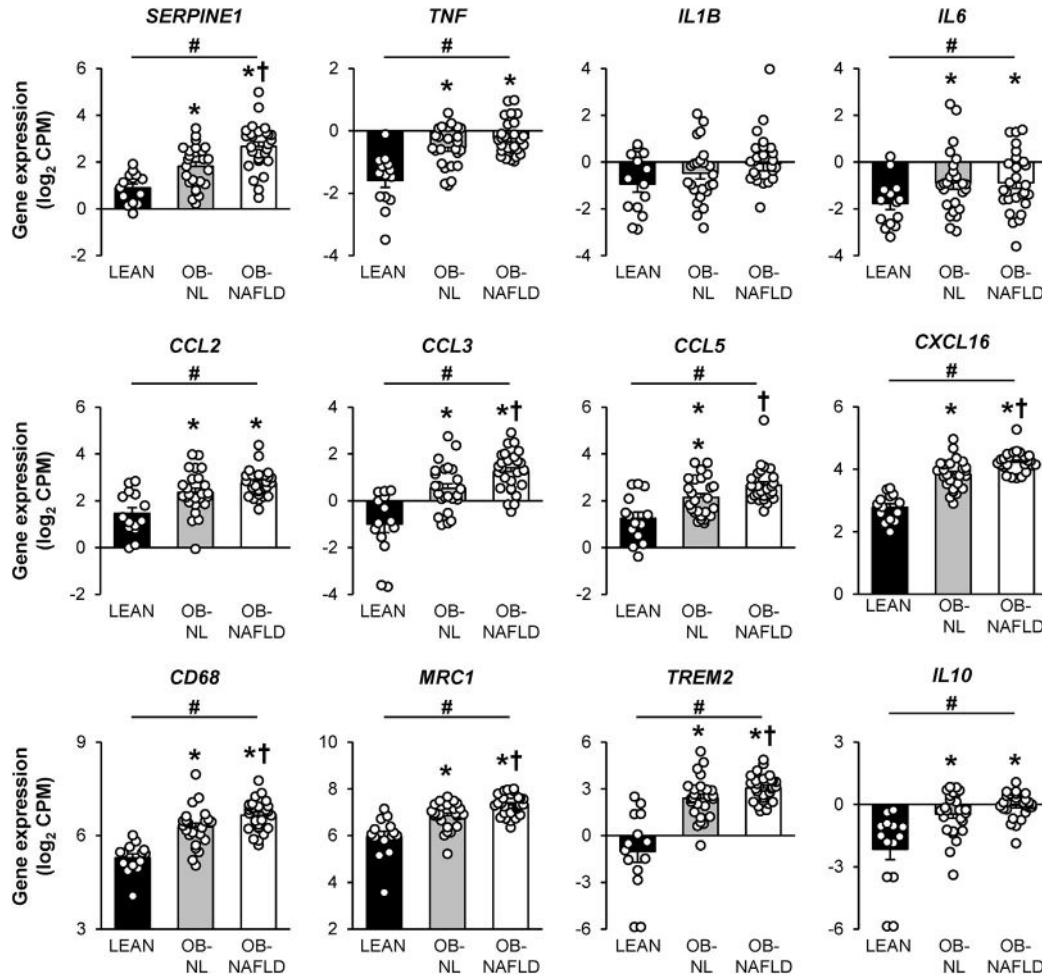 SERPINE1 TNF IL1B IL6
# # #
Gene expression
(log2 CPM)
6 4 2 0 -2
* *†
LEAN OB-NL OB-NAFLD
2 0 -2 -4
* *
LEAN OB-NL OB-NAFLD
4 2 0 -2 -4
LEAN OB-NL OB-NAFLD
4 2 0 -2 -4
* *
LEAN OB-NL OB-NAFLD
CCL2 CCL3 CCL5 CXCL16
# # # #
Gene expression
(log2 CPM)
6 4 2 0 -2
* *
LEAN OB-NL OB-NAFLD
4 2 0 -2 -4
* *†
LEAN OB-NL OB-NAFLD
6 4 2 0 -2
* * †
LEAN OB-NL OB-NAFLD
6 4 2 0
* *†
LEAN OB-NL OB-NAFLD
CD68 MRC1 TREM2 IL10
# # # #
Gene expression
(log2 CPM)
9 6 3
* *†
LEAN OB-NL OB-NAFLD
10 8 6 4 2
* *†
LEAN OB-NL OB-NAFLD
6 3 0 -3 -6
* *†
LEAN OB-NL OB-NAFLD
3 0 -3 -6
* *
LEAN OB-NL OB-NAFLD